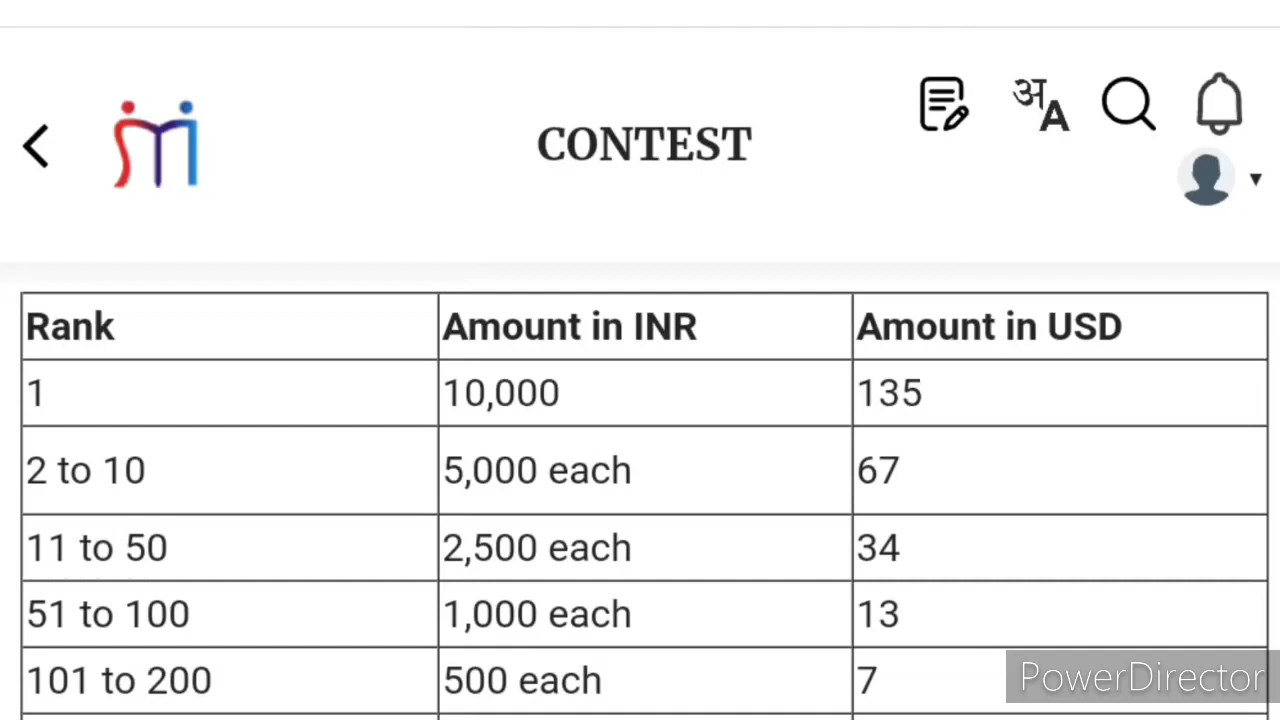 CONTEST
अA
Rank Amount in INR Amount in USD
1 10,000 135
2 to 10 5,000 each 67
11 to 50 2,500 each 34
51 to 100 1,000 each 13
101 to 200 500 each 7
PowerDirector